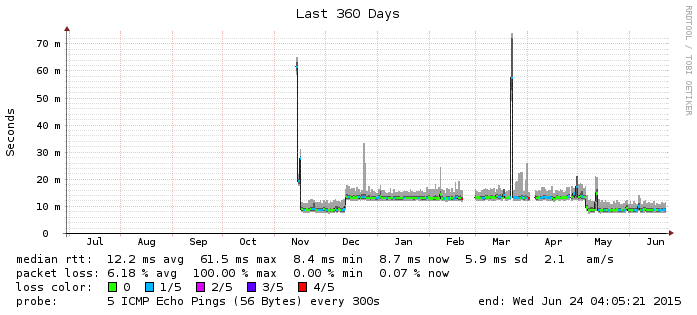 Last 360 Days
RRDTOOL / TOBI OETIKER
Seconds
70 m
60 m
50 m
40 m
30 m
20 m
10 m
0
Jul Aug Sep Oct Nov Dec Jan Feb Mar Apr May Jun
median rtt: 12.2 ms avg 61.5 ms max 8.4 ms min 8.7 ms now 5.9 ms sd 2.1 am/s
packet loss: 6.18 % avg 100.00 % max 0.00 % min 0.07 % now
loss color: 0 1/5 2/5 3/5 4/5
probe: 5 ICMP Echo Pings (56 Bytes) every 300s end: Wed Jun 24 04:05:21 2015